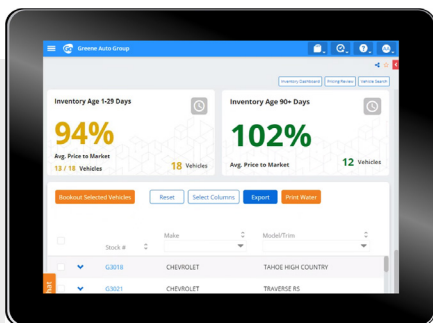 Greene Auto Group
Inventory Dashboard Pricing Review Vehicle Search
Inventory Age 1-29 Days
94%
Avg. Price to Market
13 / 18 Vehicles
18 Vehicles
Inventory Age 90+ Days
102%
Avg. Price to Market
12 Vehicles
Bookout Selected Vehicles Reset Select Columns Export Print Water
Stock # Make Model/Trim
G3018 CHEVROLET TAHOE HIGH COUNTRY
G3021 CHEVROLET TRAVERSE RS